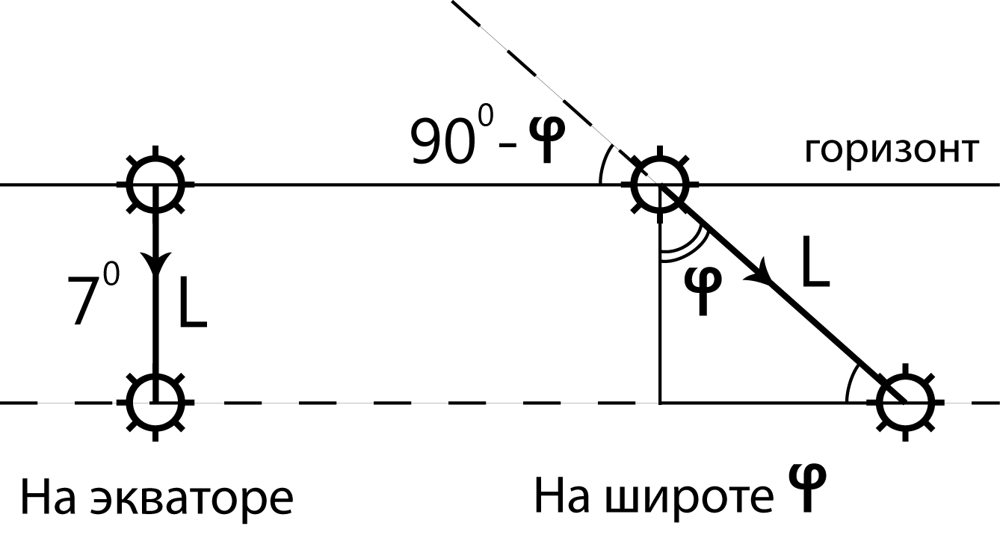 90⁰ - φ
горизонт
7⁰
L
φ
L
На экваторе
На широте φ